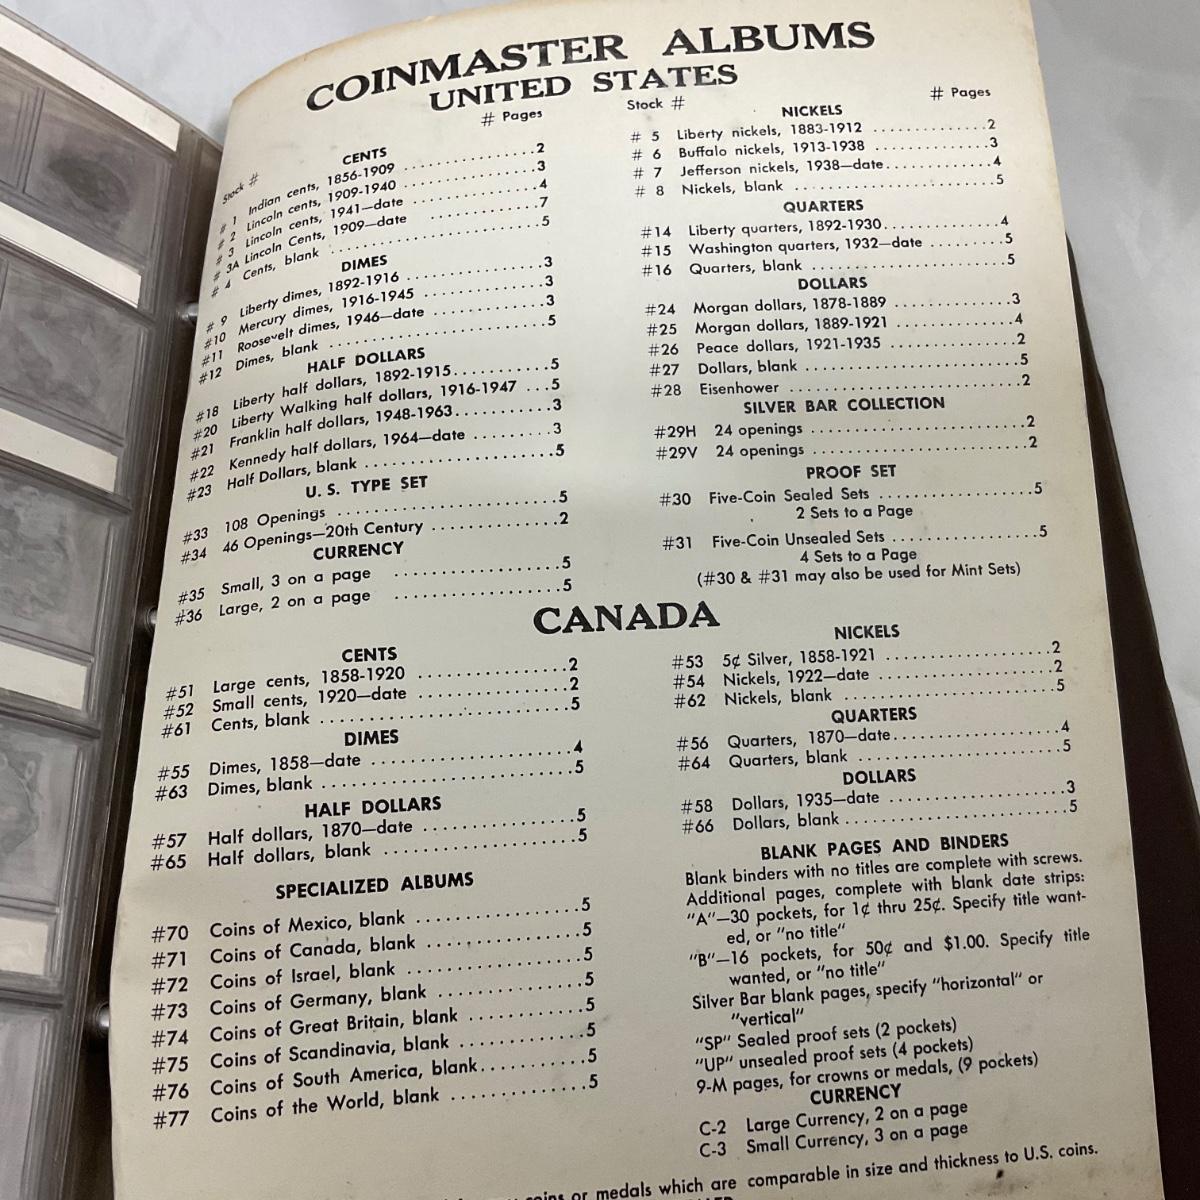 COINMASTER ALBUMS
UNITED STATES
Stock #
# Pages
CENTS
# 1 Indian cents, 1856-1909 ............2
# 2 Lincoln cents, 1909-1940 ............3
# 3 Lincoln cents, 1941—date ............4
# 3A Lincoln Cents, 1909—date ............7
# 4 Cents, blank ............5
DIMES
# 9 Liberty dimes, 1892-1916 ............3
#10 Mercury dimes, 1916-1945 ............3
#11 Roosevelt dimes, 1946—date ............3
#12 Dimes, blank ............5
HALF DOLLARS
#18 Liberty half dollars, 1892-1915 ............5
#20 Liberty Walking half dollars, 1916-1947 ...5
#21 Franklin half dollars, 1948-1963 ............3
#22 Kennedy half dollars, 1964—date ............3
#23 Half Dollars, blank ............5
U. S. TYPE SET
#33 108 Openings ............5
#34 46 Openings—20th Century ............2
CURRENCY
#35 Small, 3 on a page ............5
#36 Large, 2 on a page ............5
Stock #
# Pages
NICKELS
# 5 Liberty nickels, 1883-1912 ............2
# 6 Buffalo nickels, 1913-1938 ............3
# 7 Jefferson nickels, 1938—date ............4
# 8 Nickels, blank ............5
QUARTERS
#14 Liberty quarters, 1892-1930 ............4
#15 Washington quarters, 1932—date ............5
#16 Quarters, blank ............5
DOLLARS
#24 Morgan dollars, 1878-1889 ............3
#25 Morgan dollars, 1889-1921 ............4
#26 Peace dollars, 1921-1935 ............2
#27 Dollars, blank ............5
#28 Eisenhower ............2
SILVER BAR COLLECTION
#29H 24 openings ............2
#29V 24 openings ............2
PROOF SET
#30 Five-Coin Sealed Sets ............5
2 Sets to a Page
#31 Five-Coin Unsealed Sets ............5
4 Sets to a Page
(#30 & #31 may also be used for Mint Sets)
CANADA
CENTS
#51 Large cents, 1858-1920 ............2
#52 Small cents, 1920—date ............2
#61 Cents, blank ............5
DIMES
#55 Dimes, 1858—date ............4
#63 Dimes, blank ............5
HALF DOLLARS
#57 Half dollars, 1870—date ............5
#65 Half dollars, blank ............5
SPECIALIZED ALBUMS
#70 Coins of Mexico, blank ............5
#71 Coins of Canada, blank ............5
#72 Coins of Israel, blank ............5
#73 Coins of Germany, blank ............5
#74 Coins of Great Britain, blank ............5
#75 Coins of Scandinavia, blank ............5
#76 Coins of South America, blank ............5
#77 Coins of the World, blank ............5
NICKELS
#53 5¢ Silver, 1858-1921 ............2
#54 Nickels, 1922—date ............2
#62 Nickels, blank ............5
QUARTERS
#56 Quarters, 1870—date ............4
#64 Quarters, blank ............5
DOLLARS
#58 Dollars, 1935—date ............3
#66 Dollars, blank ............5
BLANK PAGES AND BINDERS
Blank binders with no titles are complete with screws.
Additional pages, complete with blank date strips:
"A"—30 pockets, for 1¢ thru 25¢. Specify title want-
ed, or "no title"
"B"—16 pockets, for 50¢ and $1.00. Specify title
wanted, or "no title"
Silver Bar blank pages, specify "horizontal" or
"vertical"
"SP" Sealed proof sets (2 pockets)
"UP" unsealed proof sets (4 pockets)
9-M pages, for crowns or medals, (9 pockets)
CURRENCY
C-2 Large Currency, 2 on a page
C-3 Small Currency, 3 on a page
coins or medals which are comparable in size and thickness to U.S. coins.